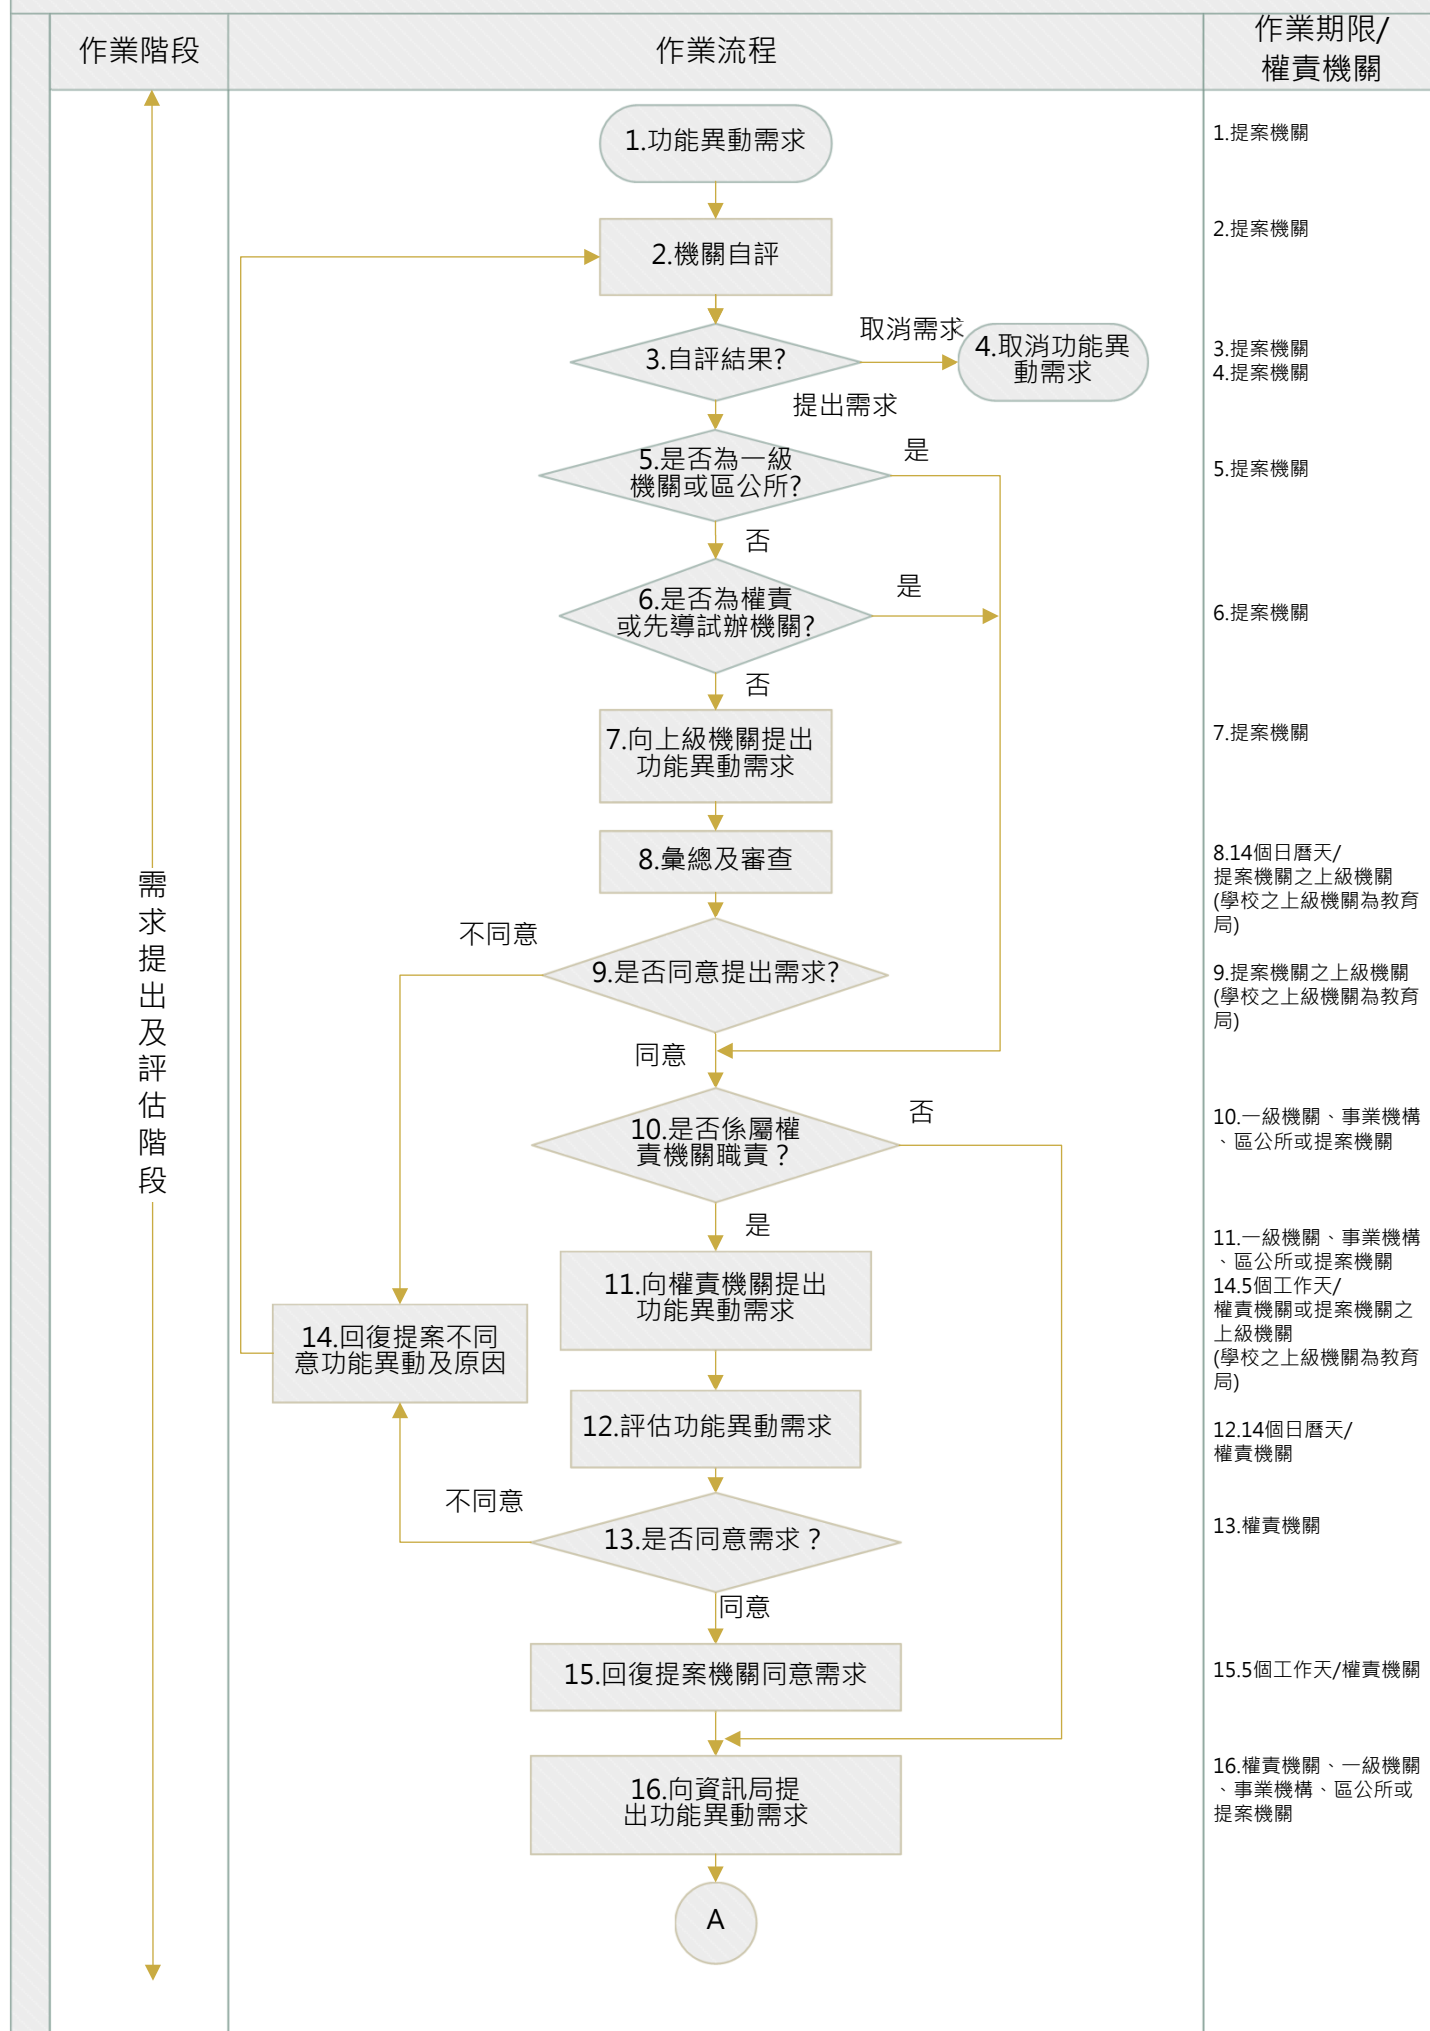 作業階段
作業流程
作業期限/
權責機關
1.功能異動需求
1.提案機關
2.機關自評
2.提案機關
取消需求
3.自評結果?
4.取消功能異
動需求
3.提案機關
4.提案機關
提出需求
5.是否為一級
機關或區公所?
是
5.提案機關
否
6.是否為權責
或先導試辦機關?
是
6.提案機關
否
7.向上級機關提出
功能異動需求
7.提案機關
8.彙總及審查
8.14個日曆天/
提案機關之上級機關
(學校之上級機關為教育
局)
需
求
提
出
及
評
估
階
段
不同意
9.是否同意提出需求?
9.提案機關之上級機關
(學校之上級機關為教育
局)
同意
10.是否係屬權
責機關職責？
否
10.一級機關、事業機構
、區公所或提案機關
是
11.向權責機關提出
功能異動需求
11.一級機關、事業機構
、區公所或提案機關
14.回復提案不同
意功能異動及原因
14.5個工作天/
權責機關或提案機關之
上級機關
(學校之上級機關為教育
局)
12.評估功能異動需求
12.14個日曆天/
權責機關
不同意
13.是否同意需求？
13.權責機關
同意
15.回復提案機關同意需求
15.5個工作天/權責機關
16.向資訊局提
出功能異動需求
16.權責機關、一級機關
、事業機構、區公所或
提案機關
A